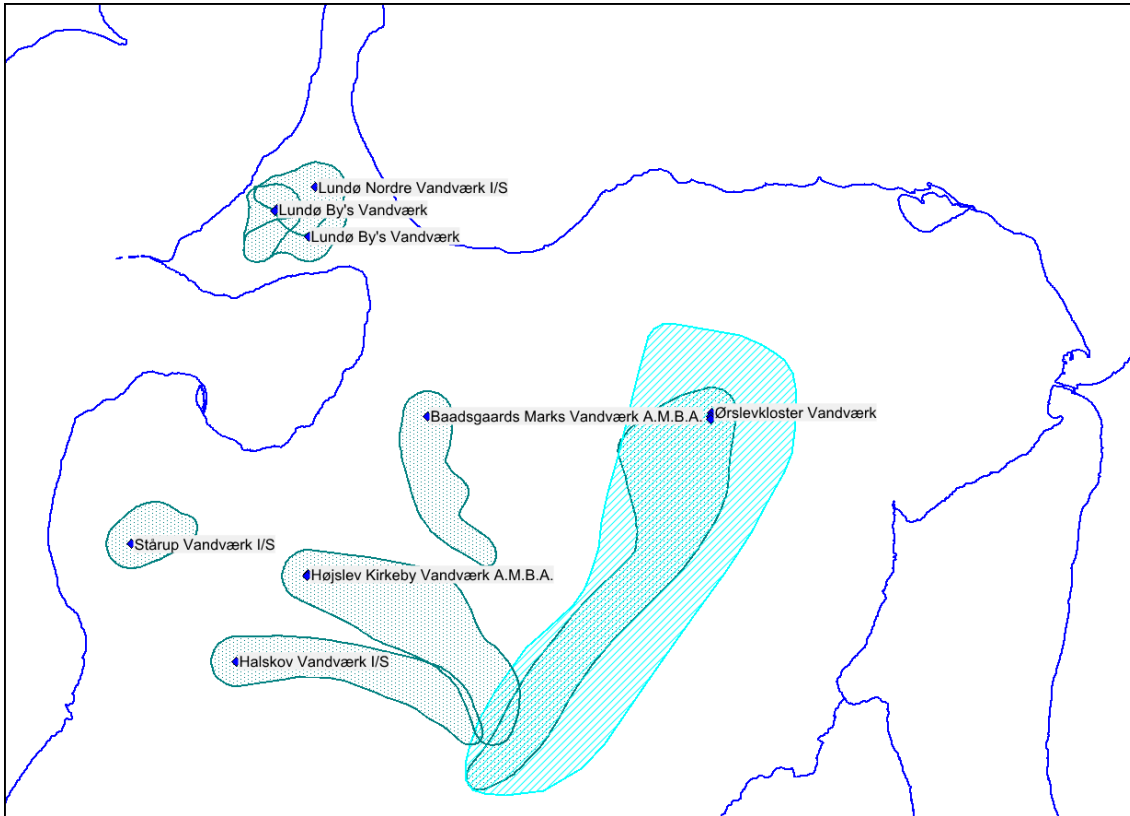 Lundø Nordre Vandværk I/S
Lundø By's Vandværk
Lundø By's Vandværk
Baadsgaards Marks Vandværk A.M.B.A.
Ørslevkloster Vandværk
Stårup Vandværk I/S
Højslev Kirkeby Vandværk A.M.B.A.
Halskov Vandværk I/S